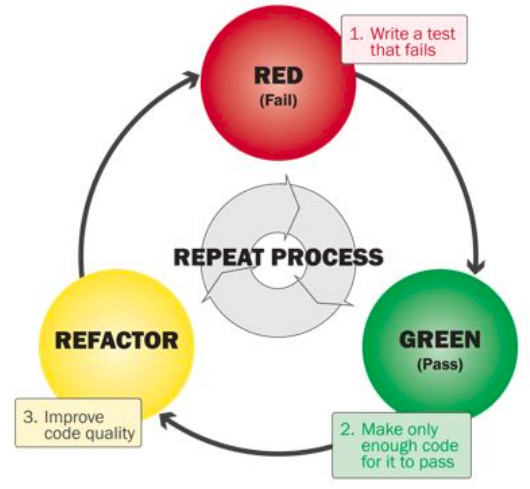 1. Write a test
that fails
RED
(Fail)
REPEAT PROCESS
GREEN
(Pass)
2. Make only
enough code
for it to pass
REFACTOR
3. Improve
code quality